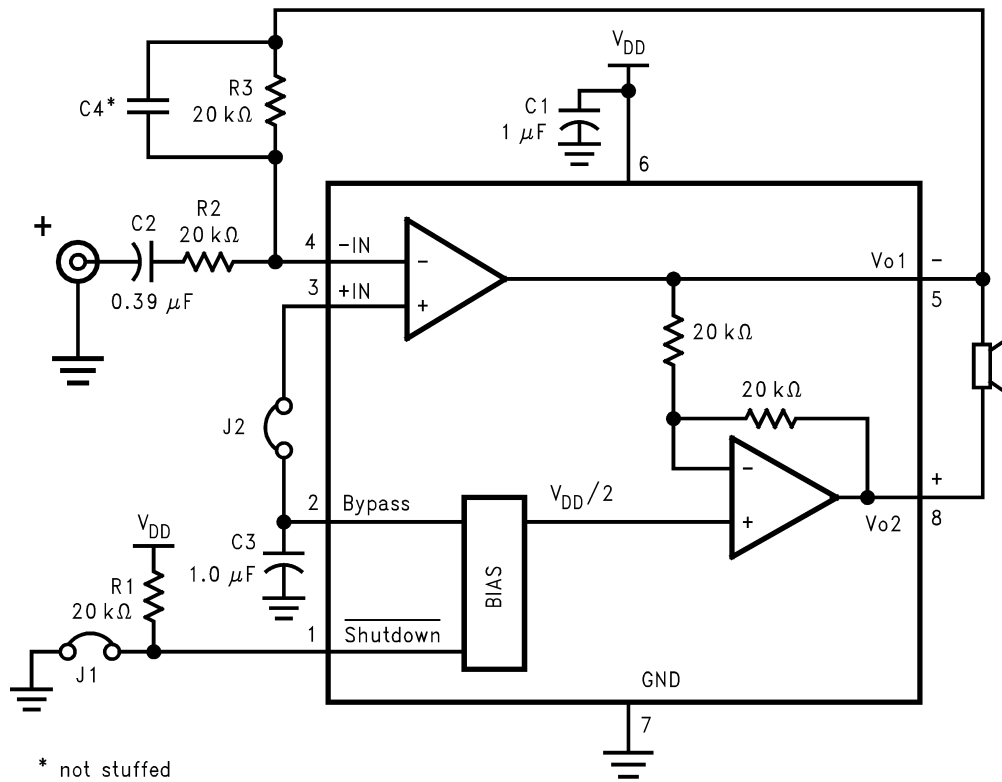 V_DD
R3
20 kΩ
C4*
C1
1 µF
6
+
C2
R2
20 kΩ
0.39 µF
4
-IN
-
3
+IN
+
Vo1
-
5
20 kΩ
20 kΩ
J2
2
Bypass
V_DD/2
-
+
+
Vo2
8
V_DD
C3
1.0 µF
BIAS
R1
20 kΩ
1
Shutdown
J1
GND
7
* not stuffed